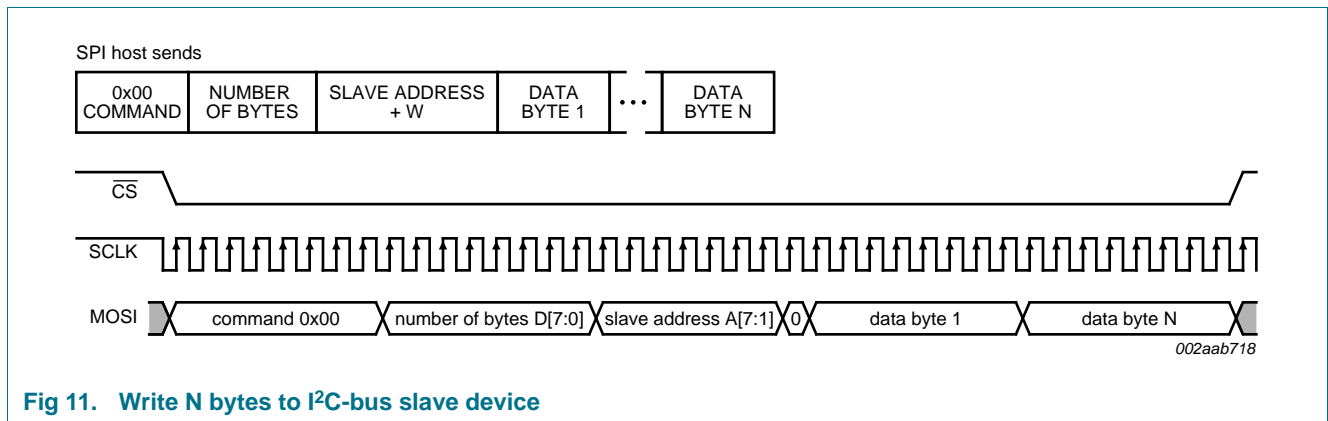 SPI host sends
0x00 COMMAND NUMBER OF BYTES SLAVE ADDRESS + W DATA BYTE 1 ... DATA BYTE N
CS
SCLK
MOSI command 0x00 number of bytes D[7:0] slave address A[7:1] 0 data byte 1 data byte N
002aab718
Fig 11. Write N bytes to I²C-bus slave device